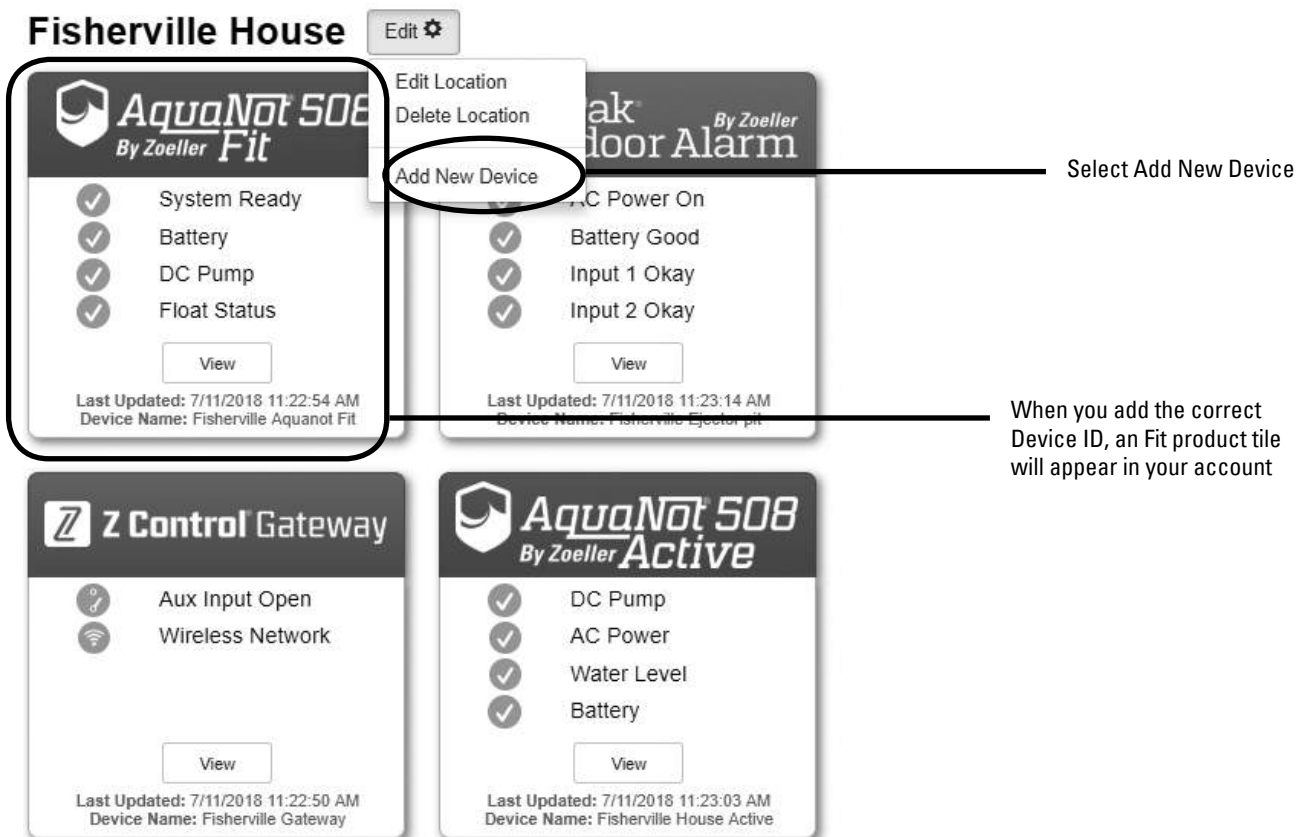 Fisherville House
Edit
Edit Location
Delete Location
Add New Device
Select Add New Device
AquaNot® 508
By Zoeller Fit
System Ready
Battery
DC Pump
Float Status
View
Last Updated: 7/11/2018 11:22:54 AM
Device Name: Fisherville Aquanot Fit
ak®
By Zoeller
door Alarm
AC Power On
Battery Good
Input 1 Okay
Input 2 Okay
View
Last Updated: 7/11/2018 11:23:14 AM
Device Name: Fisherville Ejector pit
When you add the correct
Device ID, an Fit product tile
will appear in your account
Z Control® Gateway
Aux Input Open
Wireless Network
View
Last Updated: 7/11/2018 11:22:50 AM
Device Name: Fisherville Gateway
AquaNot® 508
By Zoeller Active
DC Pump
AC Power
Water Level
Battery
View
Last Updated: 7/11/2018 11:23:03 AM
Device Name: Fisherville House Active